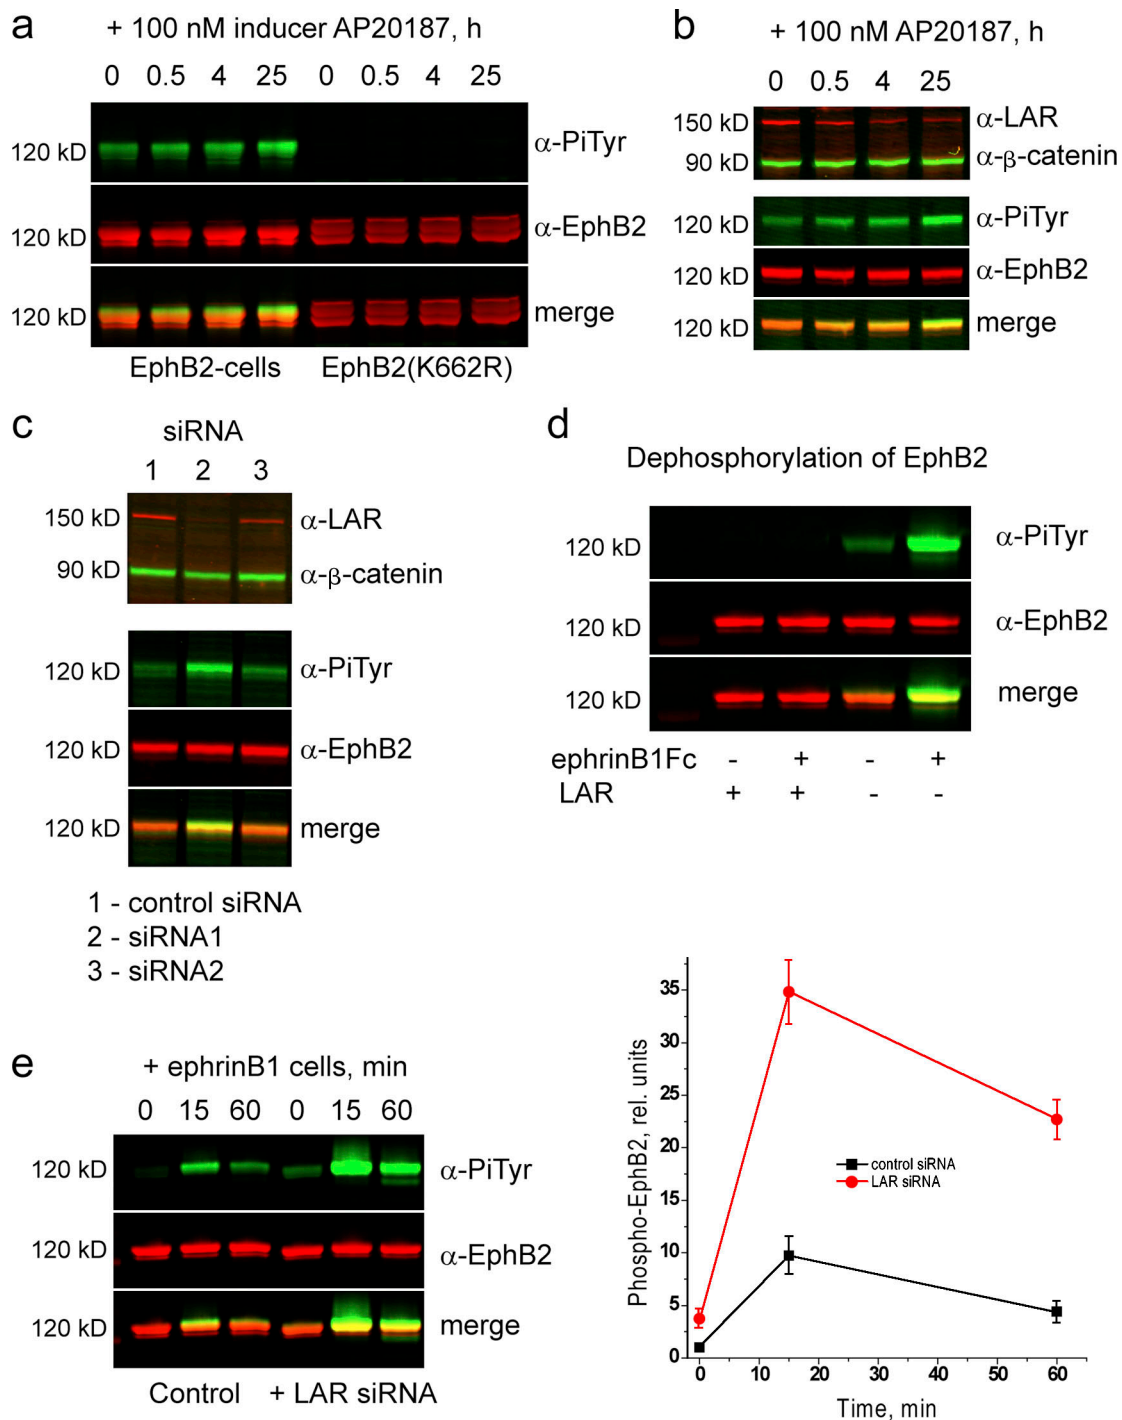 a
+ 100 nM inducer AP20187, h
0 0.5 4 25 0 0.5 4 25
120 kD α-PiTyr
120 kD α-EphB2
120 kD merge
EphB2-cells EphB2(K662R)
b
+ 100 nM AP20187, h
0 0.5 4 25
150 kD α-LAR
90 kD α-β-catenin
120 kD α-PiTyr
120 kD α-EphB2
120 kD merge
c
siRNA
1 2 3
150 kD α-LAR
90 kD α-β-catenin
120 kD α-PiTyr
120 kD α-EphB2
120 kD merge
1 - control siRNA
2 - siRNA1
3 - siRNA2
d
Dephosphorylation of EphB2
120 kD α-PiTyr
120 kD α-EphB2
120 kD merge
ephrinB1Fc - + - +
LAR + + - -
e
+ ephrinB1 cells, min
0 15 60 0 15 60
120 kD α-PiTyr
120 kD α-EphB2
120 kD merge
Control + LAR siRNA
Phospho-EphB2, rel. units
35
30
25
20
15
10
5
0
control siRNA
LAR siRNA
0 10 20 30 40 50 60
Time, min